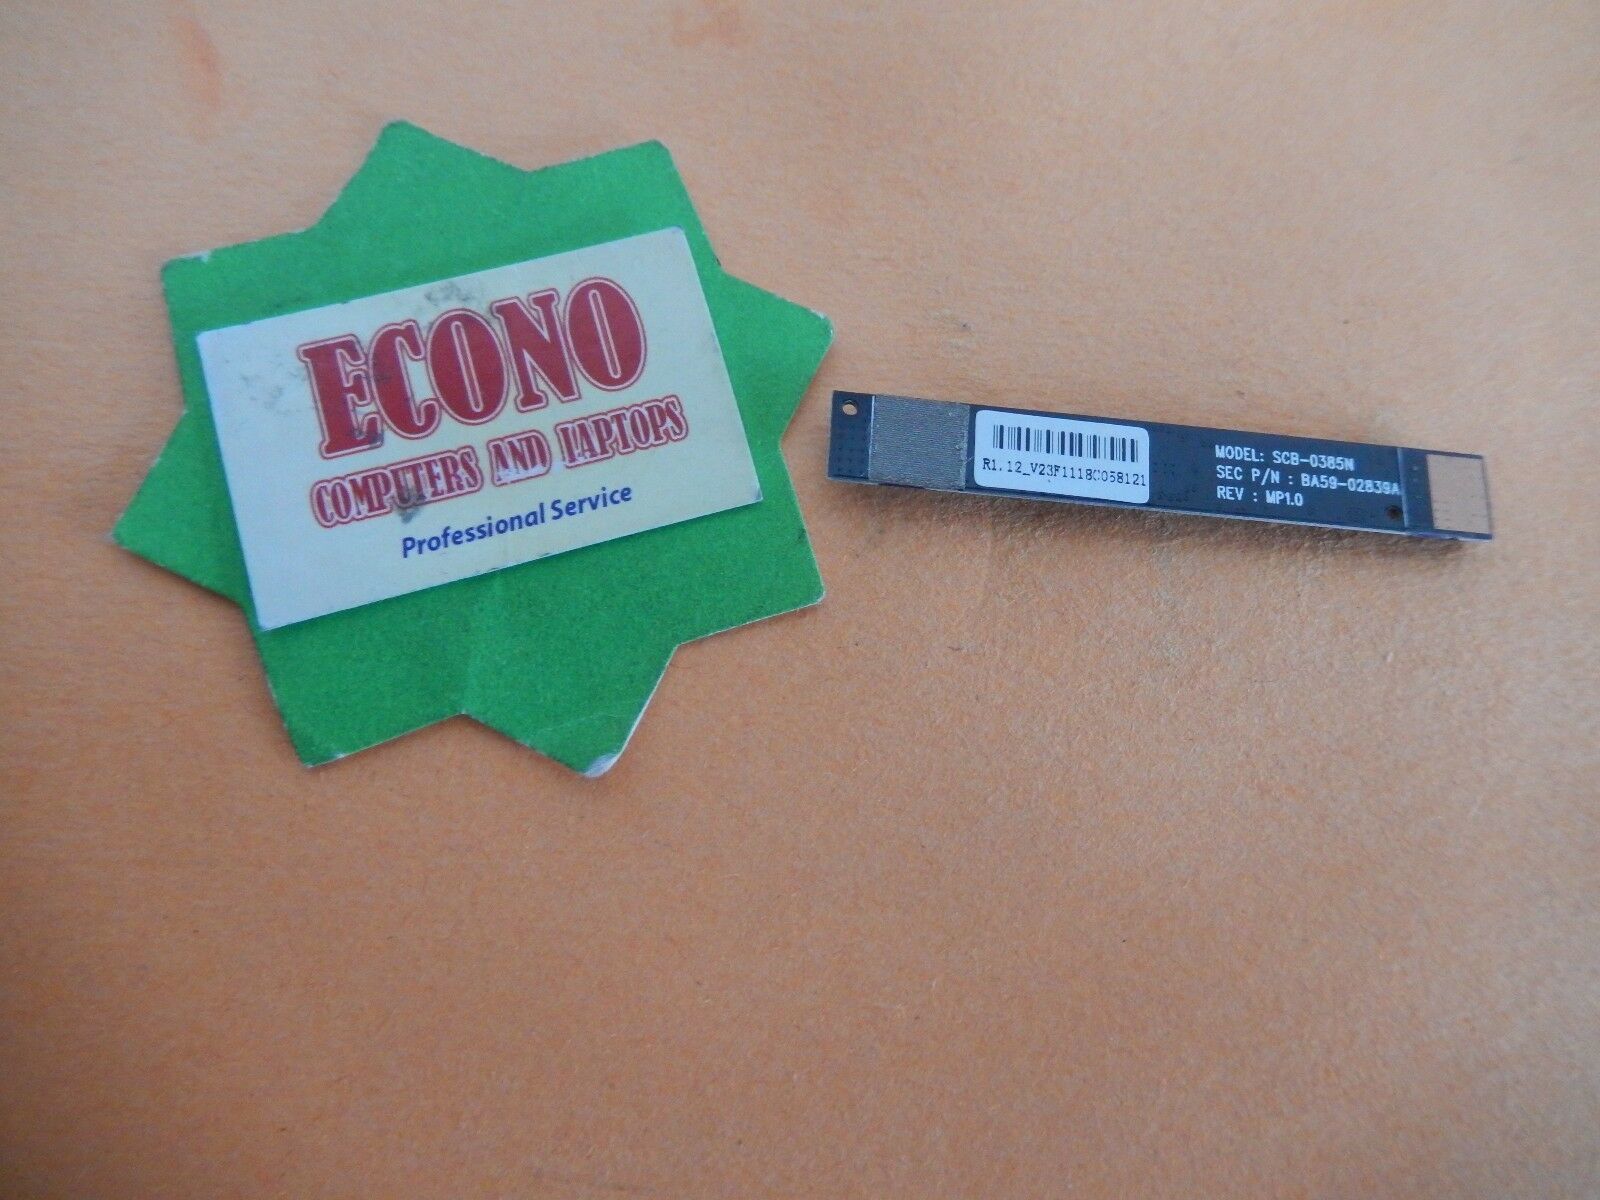 ECONO
COMPUTERS AND LAPTOPS
Professional Service
R1.12_V23F1118C058121
MODEL: SCB-0385N
SEC P/N : BA59-02839A
REV : MP1.0